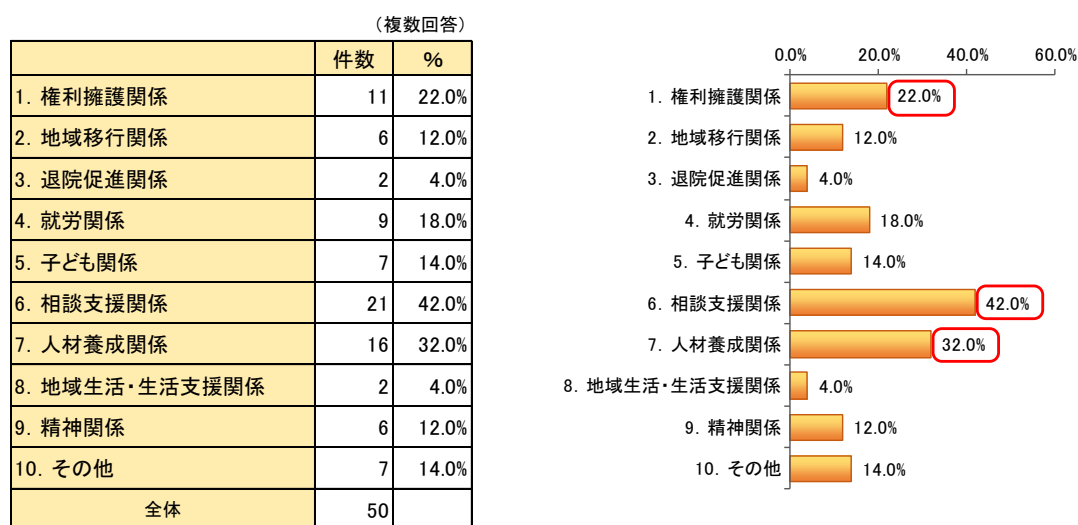 （複数回答）
件数 %
1. 権利擁護関係 11 22.0%
2. 地域移行関係 6 12.0%
3. 退院促進関係 2 4.0%
4. 就労関係 9 18.0%
5. 子ども関係 7 14.0%
6. 相談支援関係 21 42.0%
7. 人材養成関係 16 32.0%
8. 地域生活・生活支援関係 2 4.0%
9. 精神関係 6 12.0%
10. その他 7 14.0%
全体 50
0.0% 20.0% 40.0% 60.0%
1. 権利擁護関係 22.0%
2. 地域移行関係 12.0%
3. 退院促進関係 4.0%
4. 就労関係 18.0%
5. 子ども関係 14.0%
6. 相談支援関係 42.0%
7. 人材養成関係 32.0%
8. 地域生活・生活支援関係 4.0%
9. 精神関係 12.0%
10. その他 14.0%